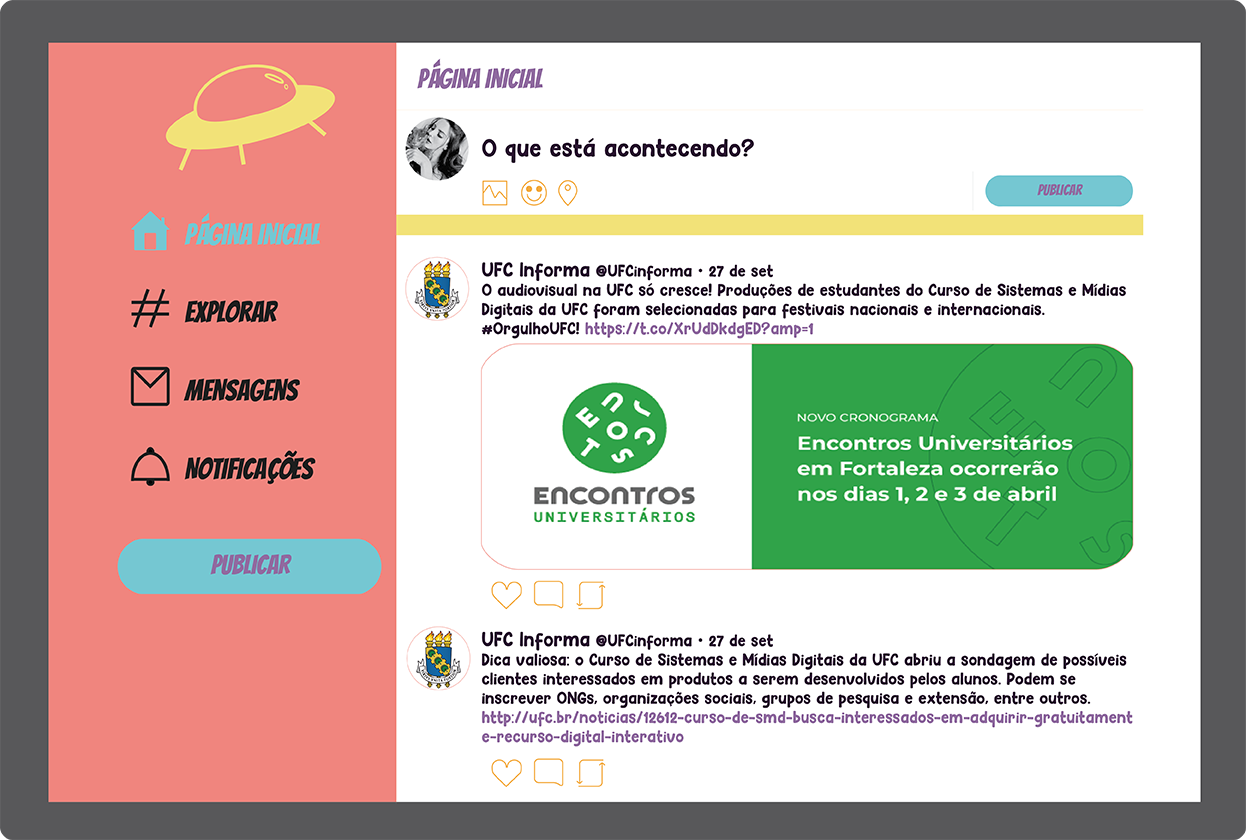 PÁGINA INICIAL
EXPLORAR
MENSAGENS
NOTIFICAÇÕES
PUBLICAR
PÁGINA INICIAL
O que está acontecendo?
PUBLICAR
UFC Informa @UFCinforma • 27 de set
O audiovisual na UFC só cresce! Produções de estudantes do Curso de Sistemas e Mídias
Digitais da UFC foram selecionadas para festivais nacionais e internacionais.
#OrgulhoUFC! https://t.co/XrUdDkdgED?amp=1
ENCONTROS
ENCONTROS
UNIVERSITÁRIOS
NOVO CRONOGRAMA
Encontros Universitários
em Fortaleza ocorrerão
nos dias 1, 2 e 3 de abril
UFC Informa @UFCinforma • 27 de set
Dica valiosa: o Curso de Sistemas e Mídias Digitais da UFC abriu a sondagem de possíveis
clientes interessados em produtos a serem desenvolvidos pelos alunos. Podem se
inscrever ONGs, organizações sociais, grupos de pesquisa e extensão, entre outros.
http://ufc.br/noticias/12612-curso-de-smd-busca-interessados-em-adquirir-gratuitament
e-recurso-digital-interativo